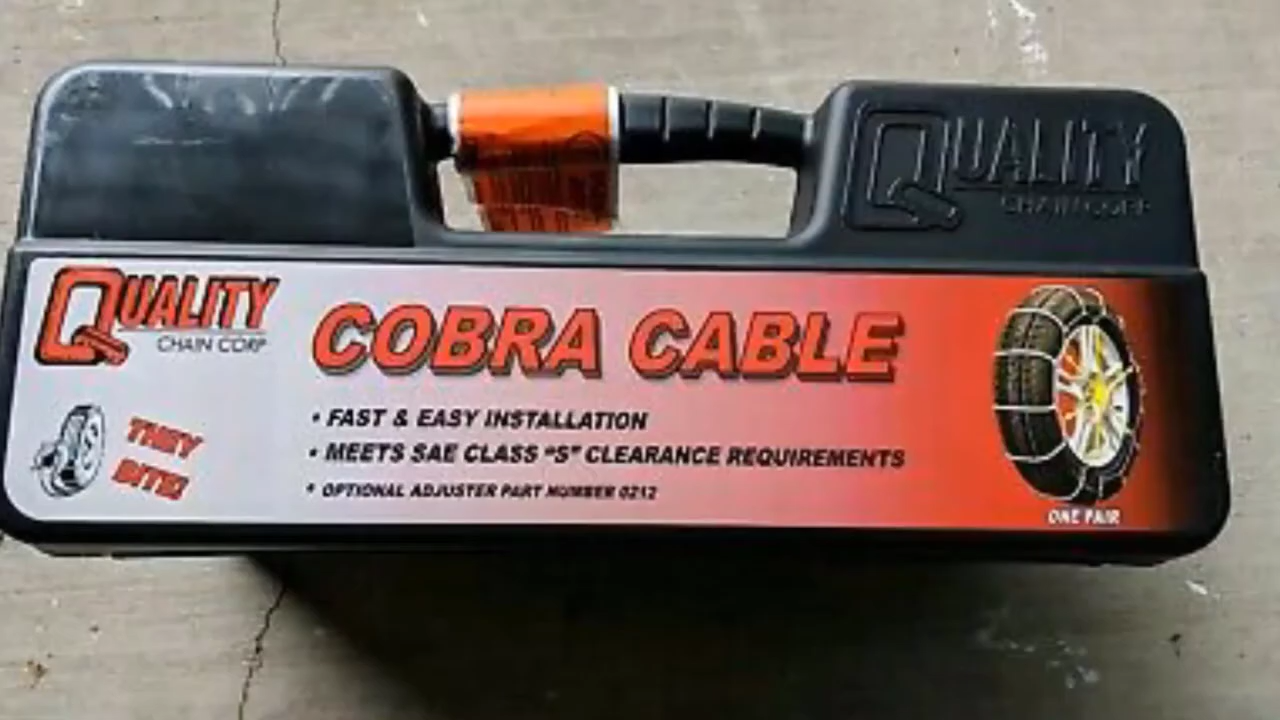 QUALITY
CHAIN CORP
QUALITY
CHAIN CORP
COBRA CABLE
• FAST & EASY INSTALLATION
• MEETS SAE CLASS "S" CLEARANCE REQUIREMENTS
• OPTIONAL ADJUSTER PART NUMBER 0212
THEY
BITE!
ONE PAIR